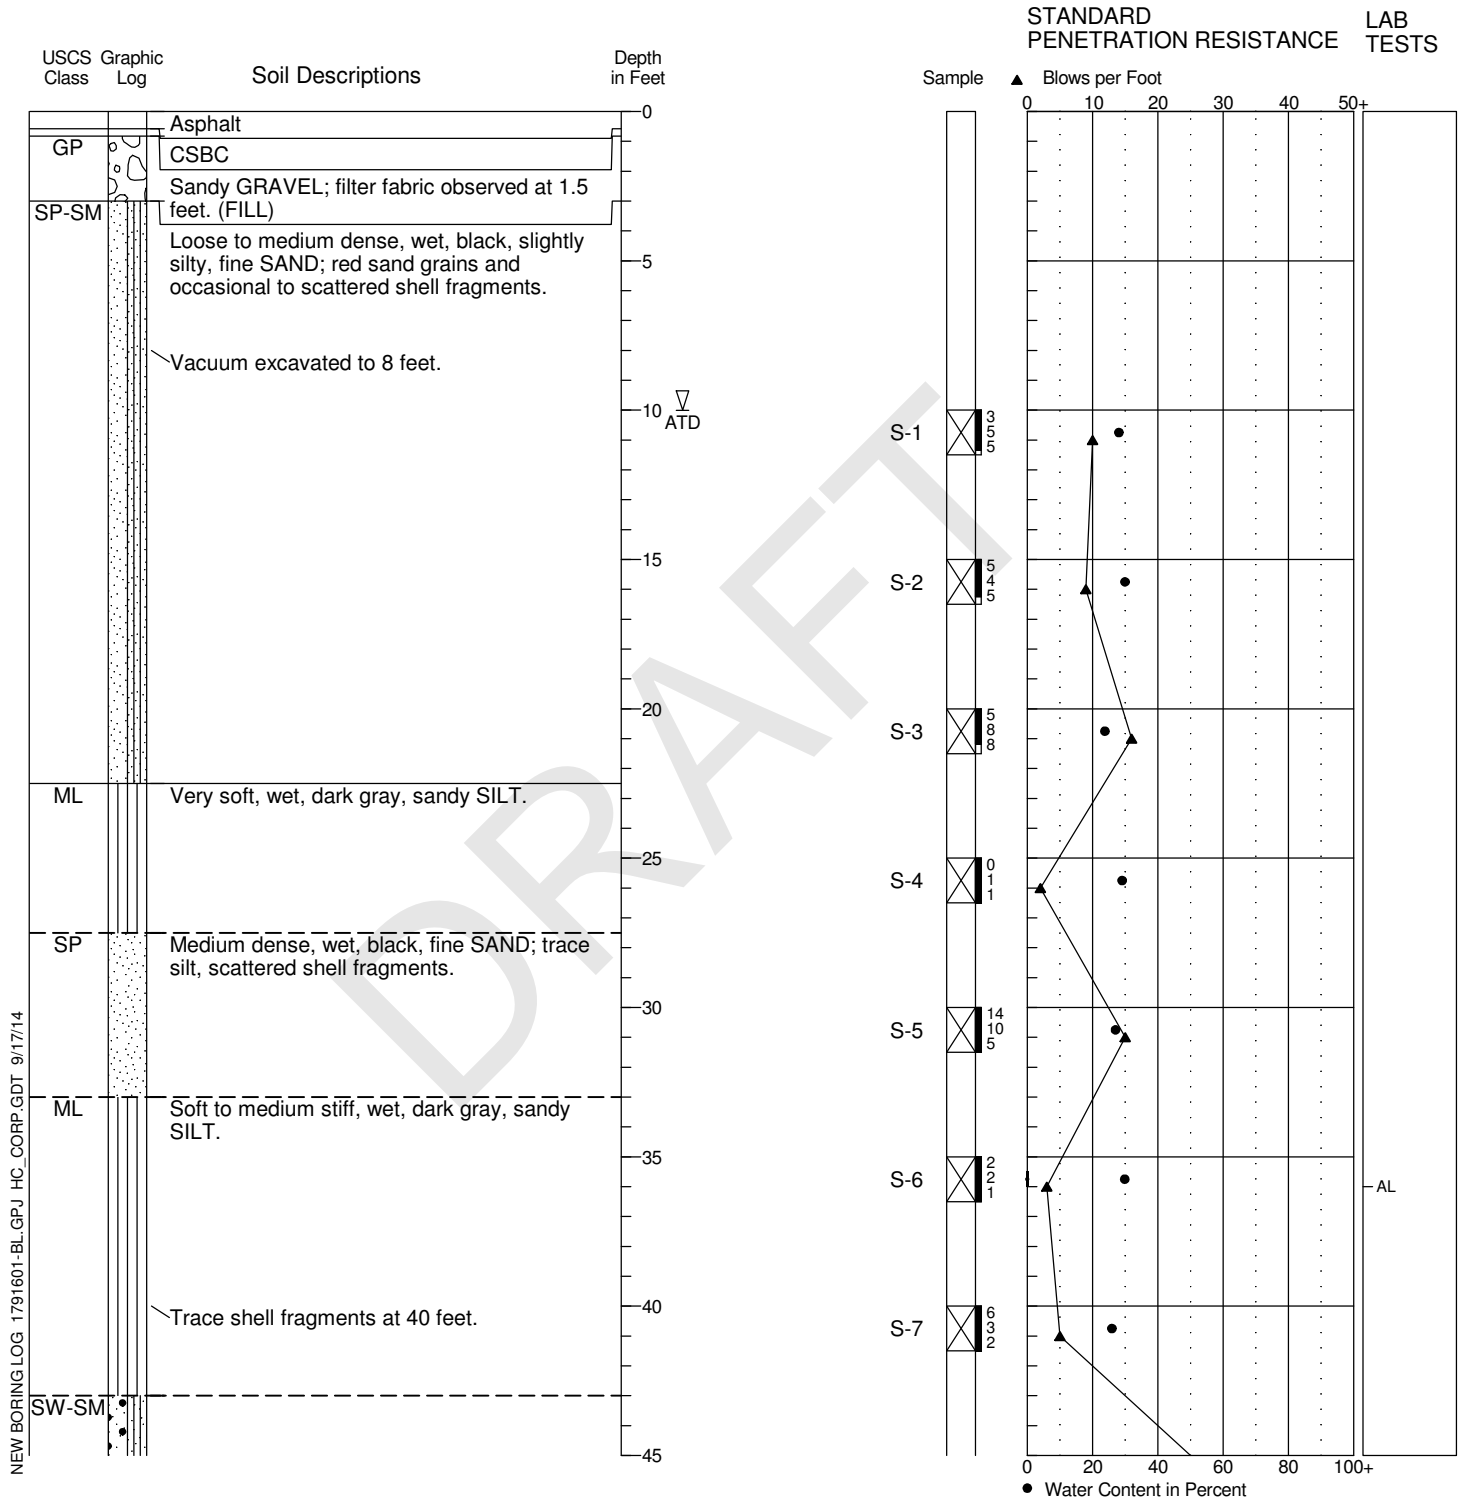 STANDARD
PENETRATION RESISTANCE
LAB
TESTS
USCS Graphic
Class Log
Soil Descriptions
Depth
in Feet
Sample
▲ Blows per Foot
0 10 20 30 40 50+
0
Asphalt
GP
CSBC
Sandy GRAVEL; filter fabric observed at 1.5
feet. (FILL)
SP-SM
Loose to medium dense, wet, black, slightly
silty, fine SAND; red sand grains and
occasional to scattered shell fragments.
5
Vacuum excavated to 8 feet.
10
ATD
S-1
3
5
5
15
S-2
5
4
5
20
S-3
5
8
8
ML
Very soft, wet, dark gray, sandy SILT.
25
S-4
0
1
1
SP
Medium dense, wet, black, fine SAND; trace
silt, scattered shell fragments.
30
S-5
14
10
5
ML
Soft to medium stiff, wet, dark gray, sandy
SILT.
35
S-6
2
2
1
AL
40
Trace shell fragments at 40 feet.
S-7
6
3
2
SW-SM
45
0 20 40 60 80 100+
● Water Content in Percent
NEW BORING LOG 1791601-BL.GPJ HC_CORP.GDT 9/17/14
DRAFT